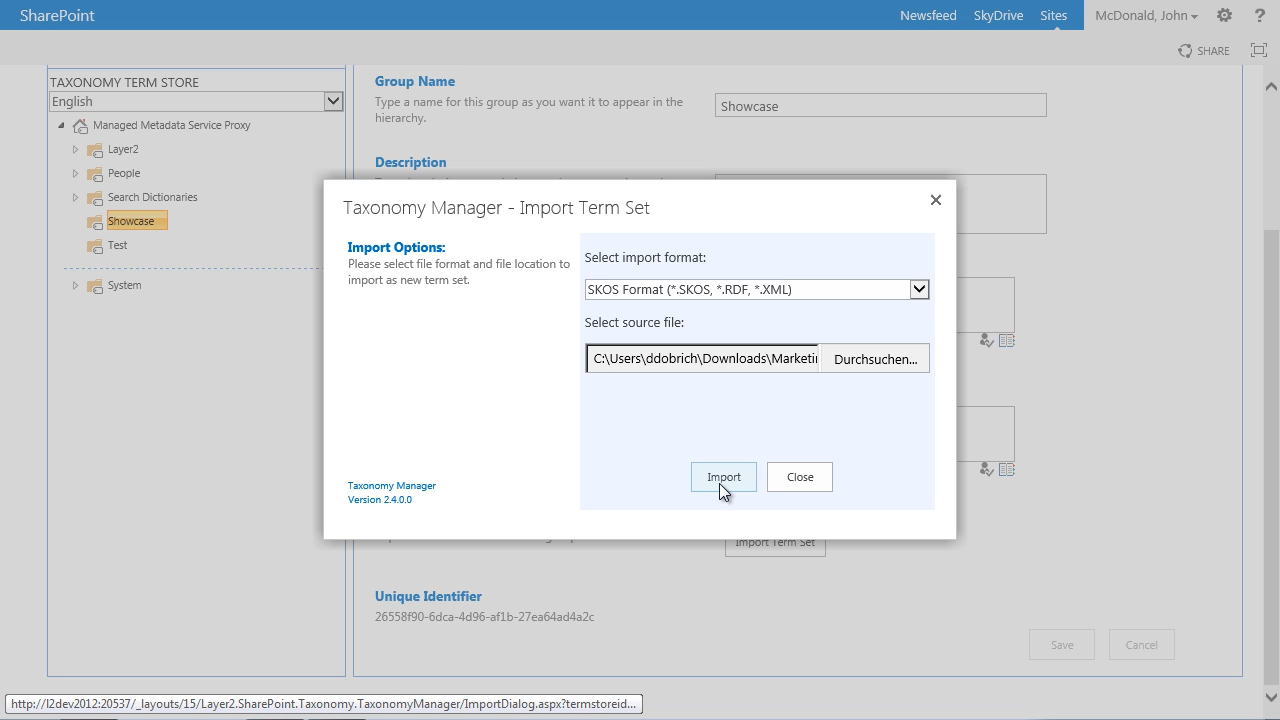 SharePoint
Newsfeed
SkyDrive
Sites
McDonald, John
?
SHARE
TAXONOMY TERM STORE
English
Managed Metadata Service Proxy
Layer2
People
Search Dictionaries
Showcase
Test
System
Group Name
Type a name for this group as you want it to appear in the
hierarchy.
Showcase
Description
Taxonomy Manager - Import Term Set
Import Options:
Please select file format and file location to
import as new term set.
Select import format:
SKOS Format (*.SKOS, *.RDF, *.XML)
Select source file:
C:\Users\ddobrich\Downloads\Marketi
Durchsuchen...
Import
Close
Taxonomy Manager
Version 2.4.0.0
Import Term Set
Unique Identifier
26558f90-6dca-4d96-af1b-27ea64ad4a2c
Save
Cancel
http://l2dev2012:20537/_layouts/15/Layer2.SharePoint.Taxonomy.TaxonomyManager/ImportDialog.aspx?termstoreid...